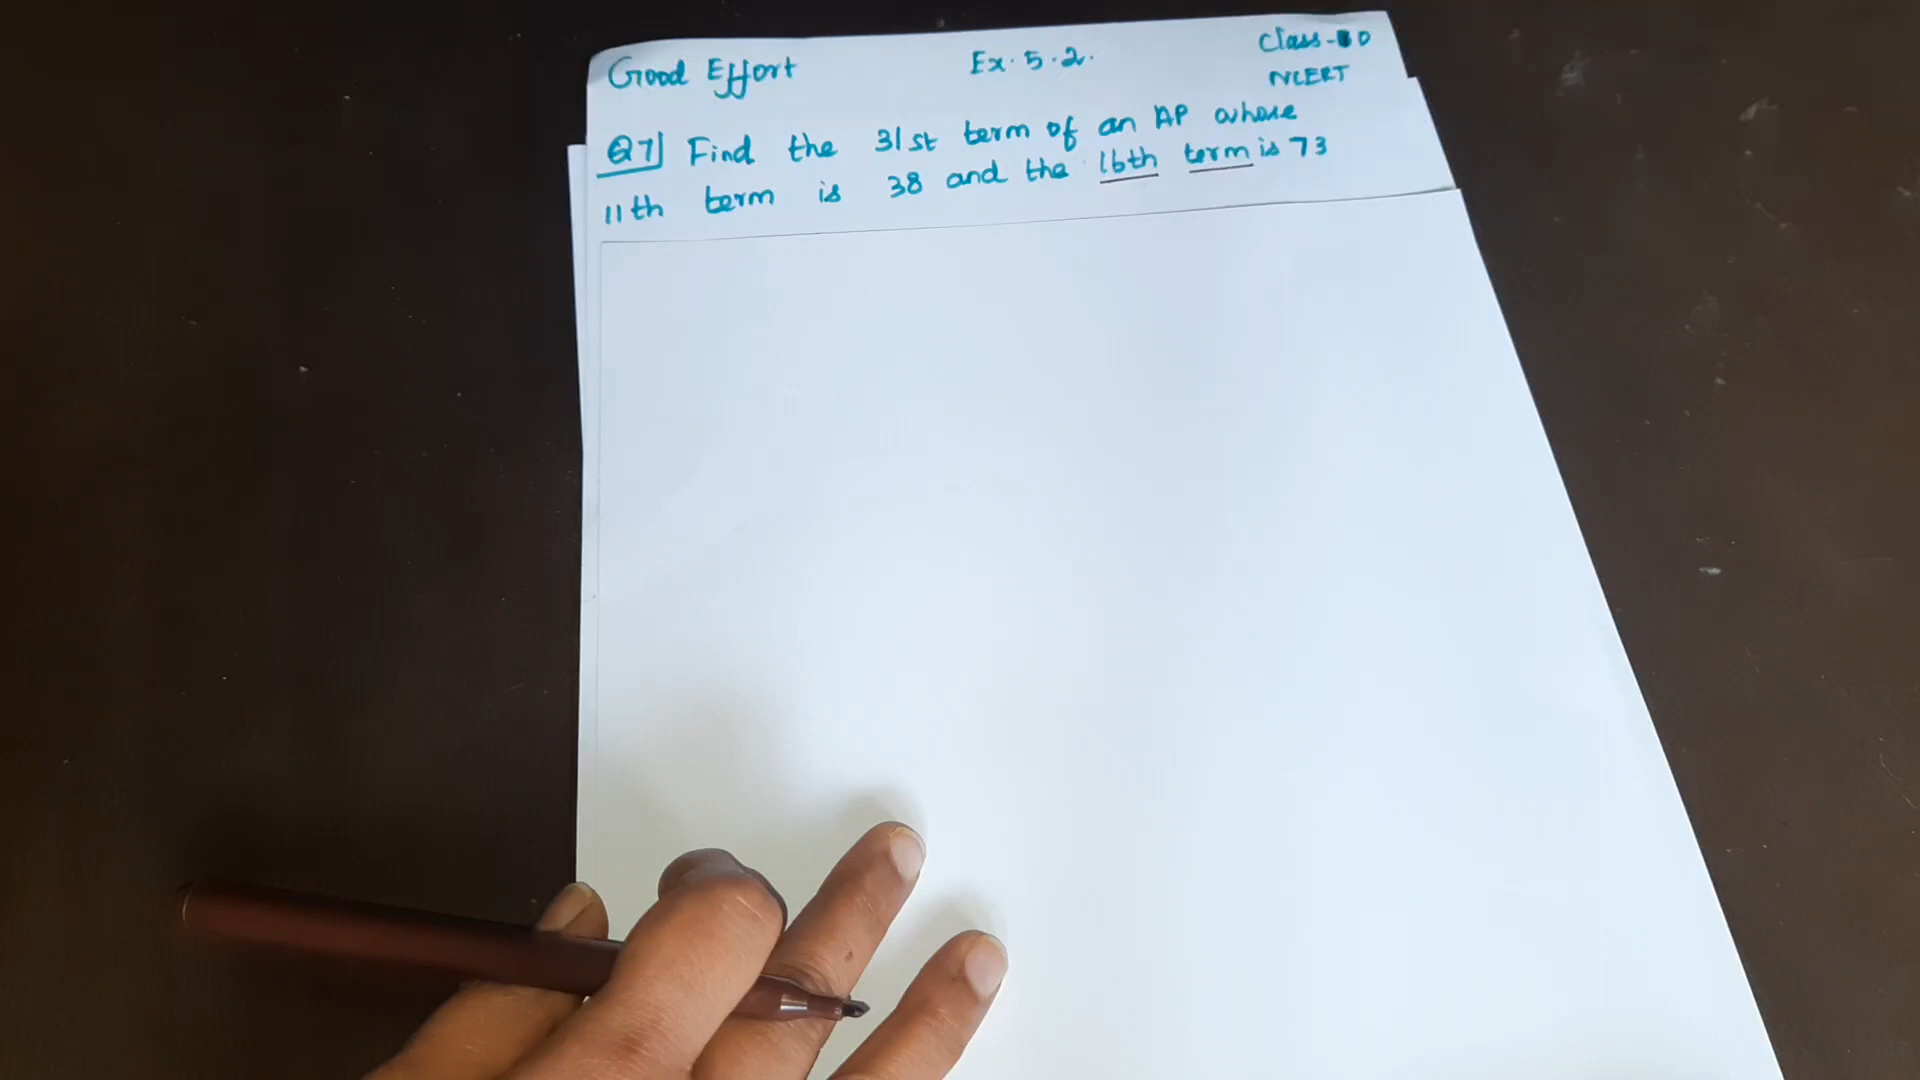 Good Effort
Ex. 5.2.
Class-10
NCERT
Q7] Find the 31st term of an AP whose
11th term is 38 and the 16th term is 73